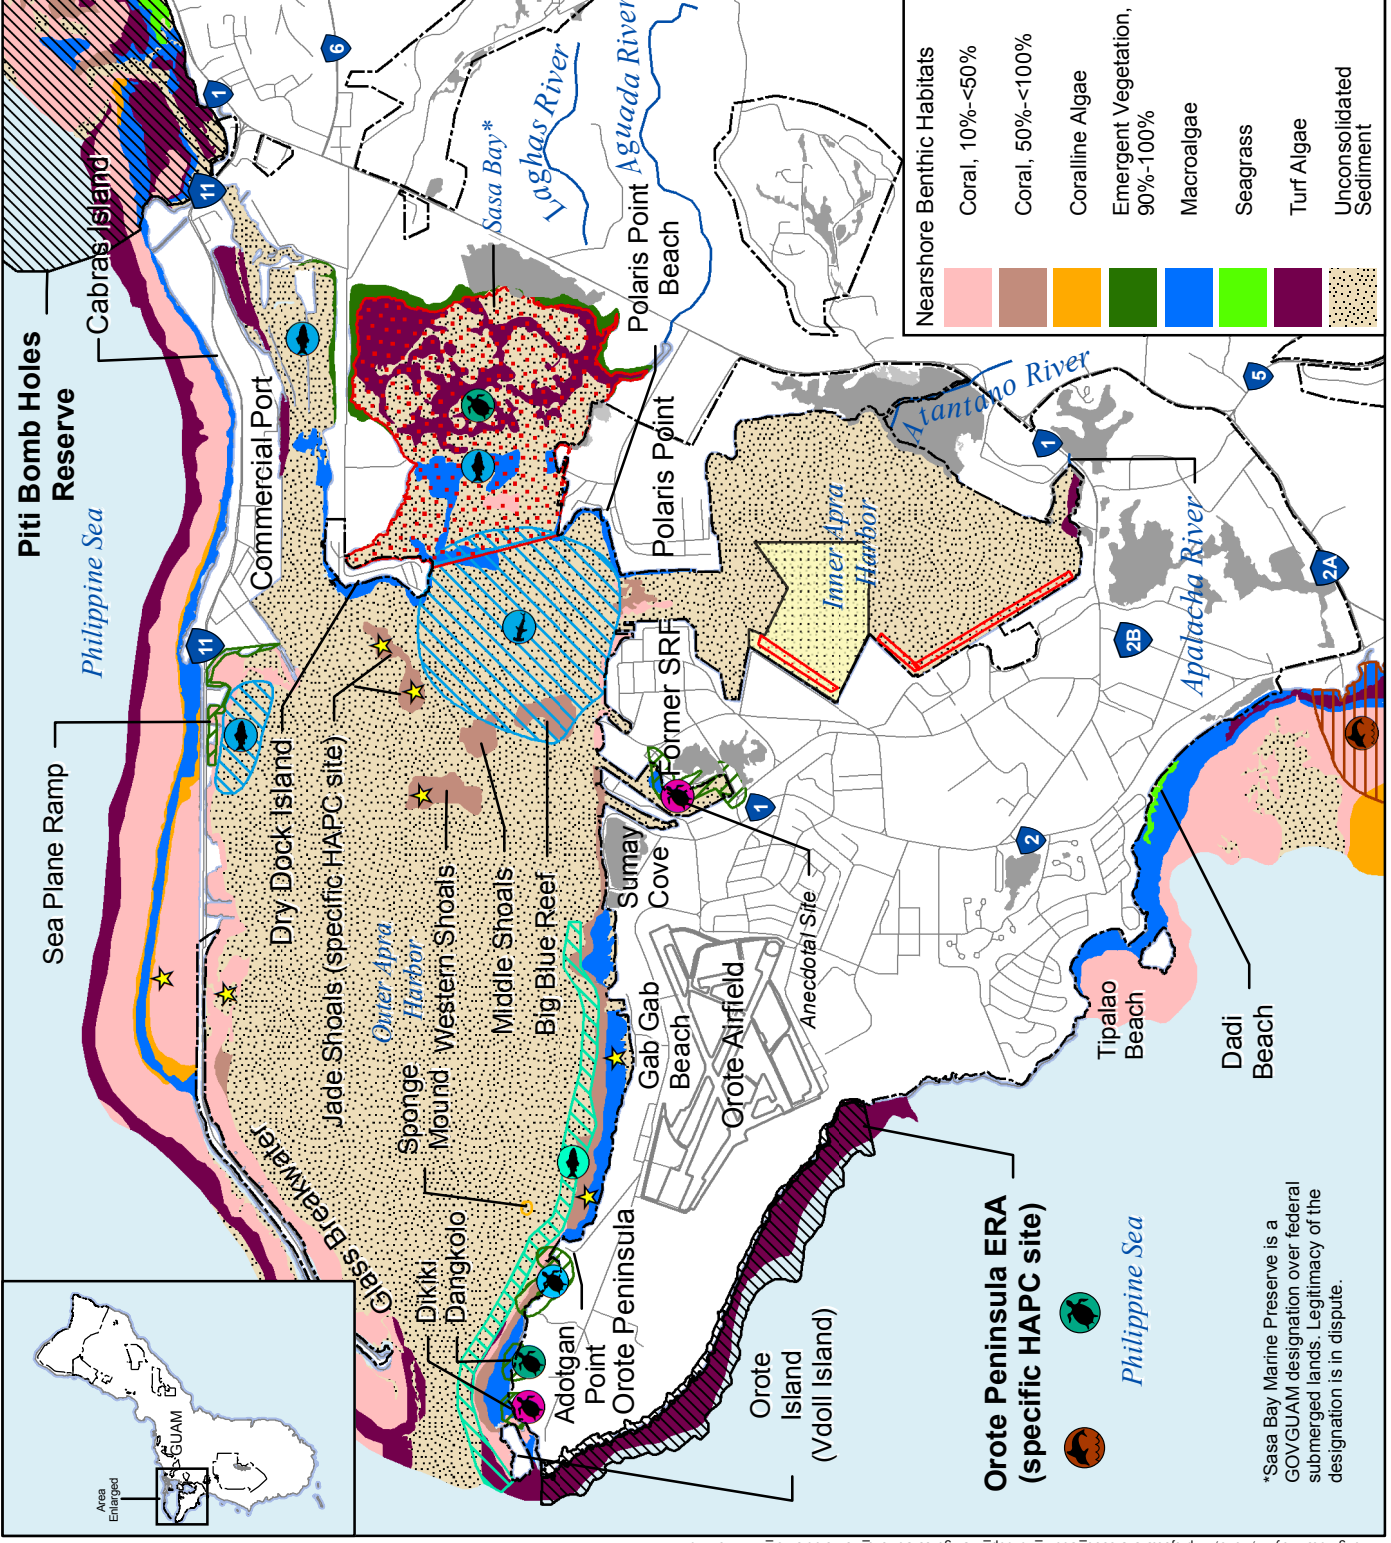 Piti Bomb Holes
Reserve
Cabras Island
Philippine Sea
Sea Plane Ramp
Commercial Port
Sasa Bay*
Laghas River
Aguada River
Polaris Point
Beach
Polaris Point
Dry Dock Island
Jade Shoals (specific HAPC site)
Outer Apra
Harbor
Western Shoals
Middle Shoals
Big Blue Reef
Sponge
Mound
Glass Breakwater
Dikiki
Dangkolo
Adotgan
Point
Orote Peninsula
Orote
Island
(Vdoll Island)
Gab Gab
Beach
Orote Airfield
Sumay
Cove
Former SRF
Anecdotal Site
Inner Apra
Harbor
Atantano River
Apalacha River
Tipalao
Beach
Dadi
Beach
Orote Peninsula ERA
(specific HAPC site)
Philippine Sea
1
6
11
11
1
5
2A
2B
1
2
Area
Enlarged
GUAM
Nearshore Benthic Habitats
Coral, 10%-<50%
Coral, 50%-<100%
Coralline Algae
Emergent Vegetation,
90%-100%
Macroalgae
Seagrass
Turf Algae
Unconsolidated
Sediment
*Sasa Bay Marine Preserve is a
GOVGUAM designation over federal
submerged lands. Legitimacy of the
designation is in dispute.